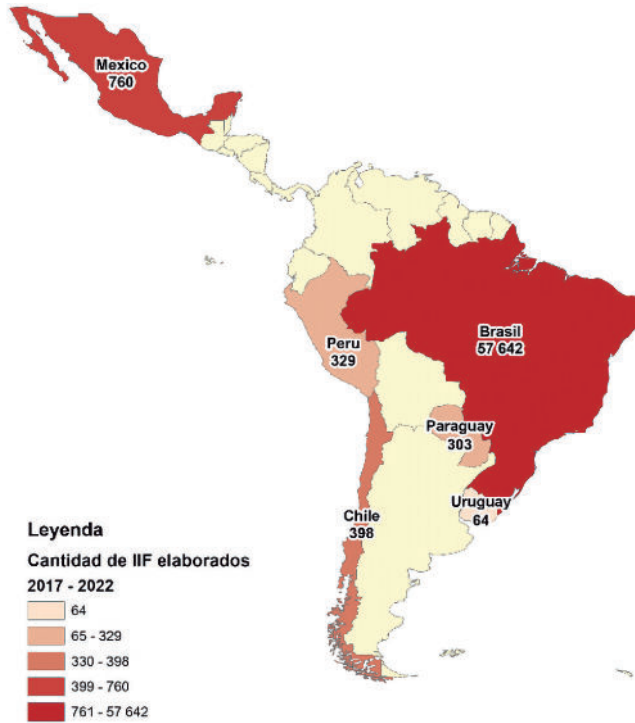 Mexico
760
Brasil
57 642
Peru
329
Paraguay
303
Uruguay
64
Chile
398
Leyenda
Cantidad de IIF elaborados
2017 - 2022
64
65 - 329
330 - 398
399 - 760
761 - 57 642